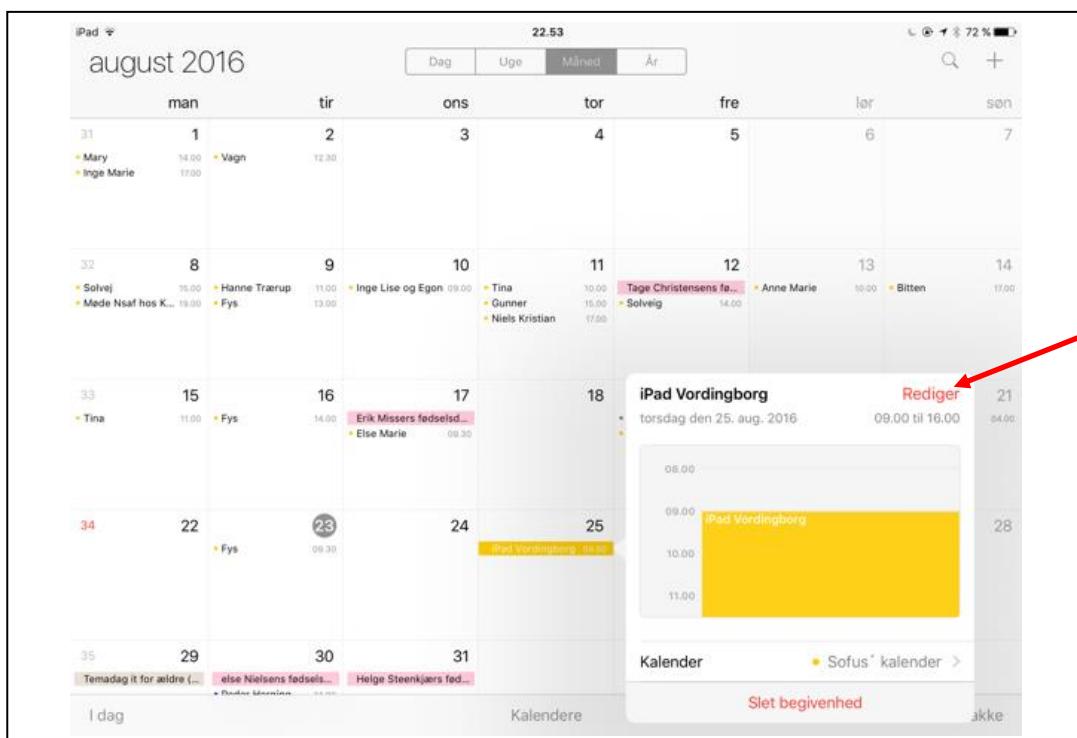 iPad 22.53 72 %
august 2016 Dag Uge Måned År
man tir ons tor fre lør søn
31 1 2 3 4 5 6 7
Mary 14.00 Vagn 12.30
Inge Marie 17.00
32 8 9 10 11 12 13 14
Solvej 15.00 Hanne Trærup 11.00 Inge Lise og Egon 09.00 Tina 10.00 Tage Christensens fø... Anne Marie 10.00 Bitten 17.00
Møde Nsaf hos K... 19.00 Fys 13.00 Gunner 15.00 Solveig 14.00
Niels Kristian 17.00
33 15 16 17 18 21
Tina 11.00 Fys 14.00 Erik Missers fødselsd... 04.00
Else Marie 09.30
34 22 23 24 25 28
Fys 09.30 iPad Vordingborg 09.00
35 29 30 31
Temadag it for ældre (... else Nielsens fødsels... Helge Steenkjærs fød...
I dag Kalendere akke
iPad Vordingborg Rediger
torsdag den 25. aug. 2016 09.00 til 16.00
08.00
09.00 iPad Vordingborg
10.00
11.00
Kalender Sofus´ kalender >
Slet begivenhed